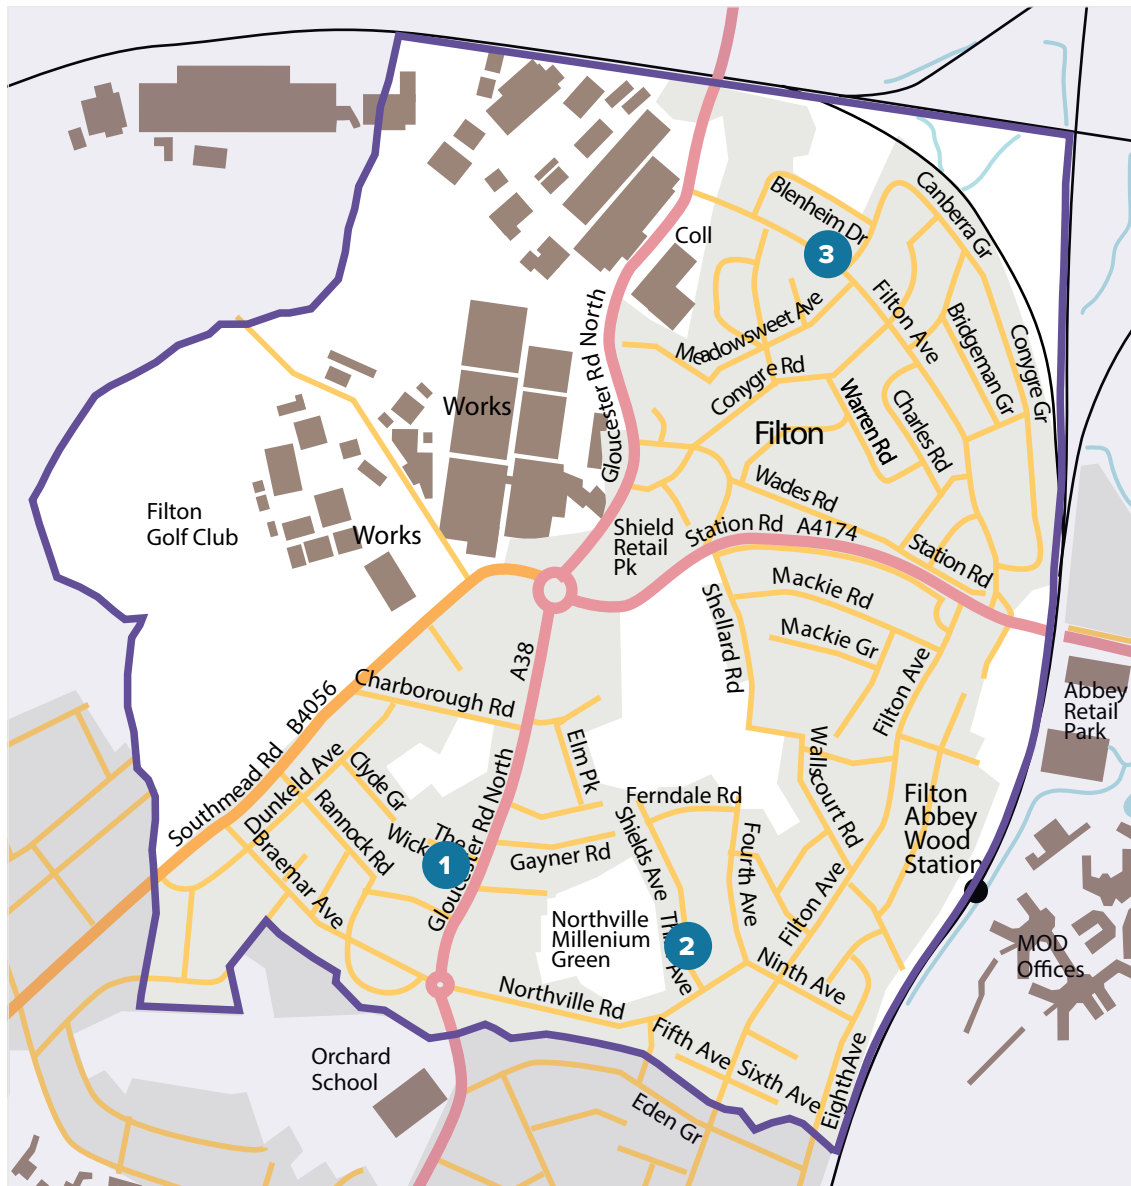 Blenheim Dr
Canberra Gr
Coll
3
Filton Ave
Meadowsweet Ave
Bridgeman Gr
Conygre Gr
Gloucester Rd North
Conygre Rd
Warren Rd
Charles Rd
Works
Filton
Wades Rd
Filton
Golf Club
Works
Shield
Retail
Pk
Station Rd
A4174
Station Rd
Mackie Rd
Shellard Rd
Mackie Gr
A38
Filton Ave
Charborough Rd
B4056
Southmead Rd
Abbey
Retail
Park
Elm Pk
Wallscourt Rd
Dunkeld Ave
Clyde Gr
Rannock Rd
The
Wick
Gloucester Rd North
Ferndale Rd
Shields Ave
Fourth Ave
Filton
Abbey
Wood
Station
Braemar Ave
1
Gayner Rd
Filton Ave
Northville
Millenium
Green
2
Ave
Ninth Ave
MOD
Offices
Northville Rd
Fifth Ave
Sixth Ave
Eighth Ave
Orchard
School
Eden Gr